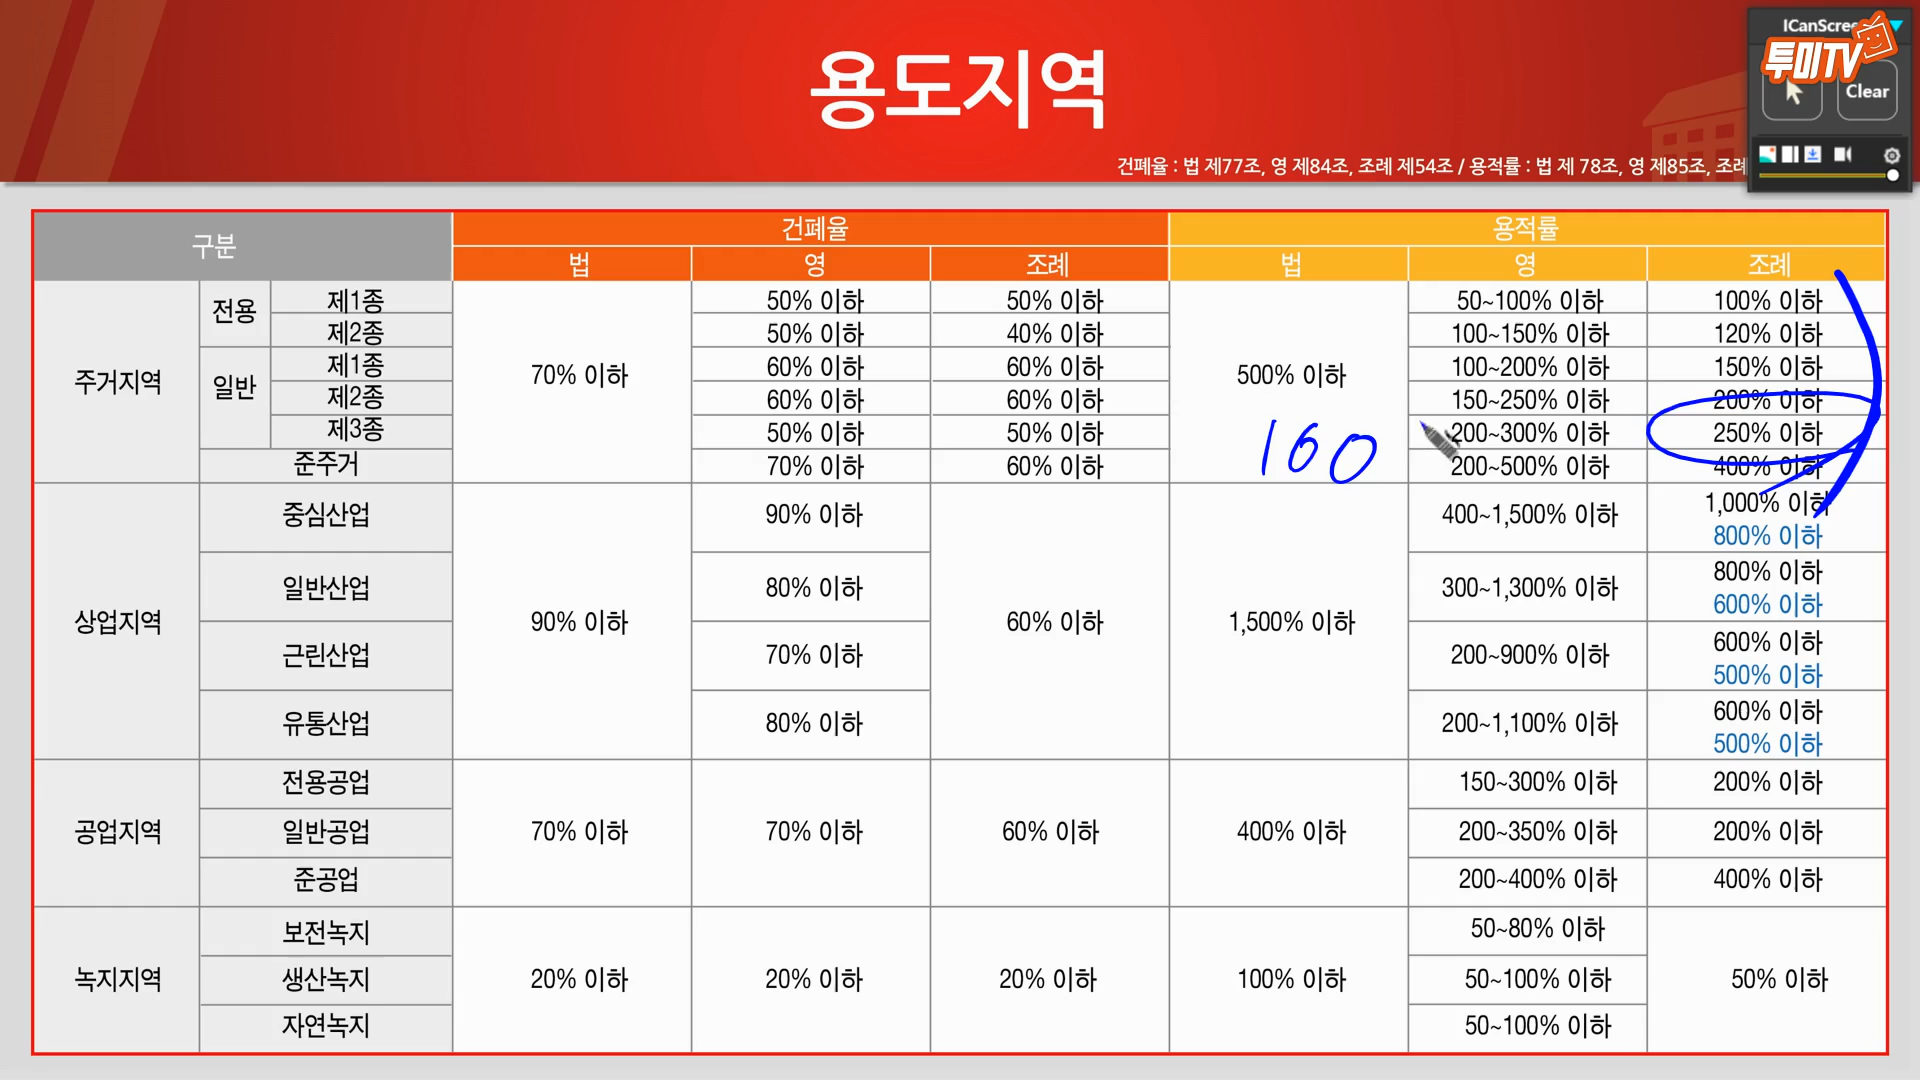 용도지역
ICanScre
투미TV
Clear
건폐율 : 법 제77조, 영 제84조, 조례 제54조 / 용적률 : 법 제 78조, 영 제85조, 조례
구분 건폐율 용적률
법 영 조례 법 영 조례
주거지역 전용 제1종 70% 이하 50% 이하 50% 이하 500% 이하 50~100% 이하 100% 이하
제2종 50% 이하 40% 이하 100~150% 이하 120% 이하
일반 제1종 60% 이하 60% 이하 100~200% 이하 150% 이하
제2종 60% 이하 60% 이하 150~250% 이하 200% 이하
제3종 50% 이하 50% 이하 200~300% 이하 250% 이하
준주거 70% 이하 60% 이하 200~500% 이하 400% 이하
160
상업지역 중심산업 90% 이하 90% 이하 60% 이하 1,500% 이하 400~1,500% 이하 1,000% 이하
800% 이하
일반산업 80% 이하 300~1,300% 이하 800% 이하
600% 이하
근린산업 70% 이하 200~900% 이하 600% 이하
500% 이하
유통산업 80% 이하 200~1,100% 이하 600% 이하
500% 이하
공업지역 전용공업 70% 이하 70% 이하 60% 이하 400% 이하 150~300% 이하 200% 이하
일반공업 200~350% 이하 200% 이하
준공업 200~400% 이하 400% 이하
녹지지역 보전녹지 20% 이하 20% 이하 20% 이하 100% 이하 50~80% 이하 50% 이하
생산녹지 50~100% 이하
자연녹지 50~100% 이하